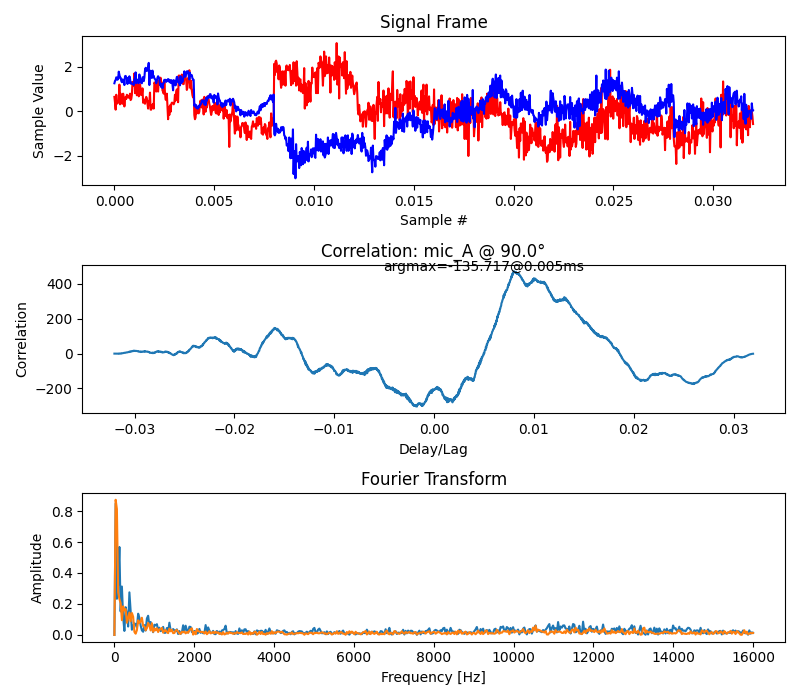 Signal Frame
Sample Value
2
0
−2
0.000 0.005 0.010 0.015 0.020 0.025 0.030
Sample #
Correlation: mic_A @ 90.0°
argmax=-135.717@0.005ms
Correlation
400
200
0
−200
−0.03 −0.02 −0.01 0.00 0.01 0.02 0.03
Delay/Lag
Fourier Transform
Amplitude
0.8
0.6
0.4
0.2
0.0
0 2000 4000 6000 8000 10000 12000 14000 16000
Frequency [Hz]